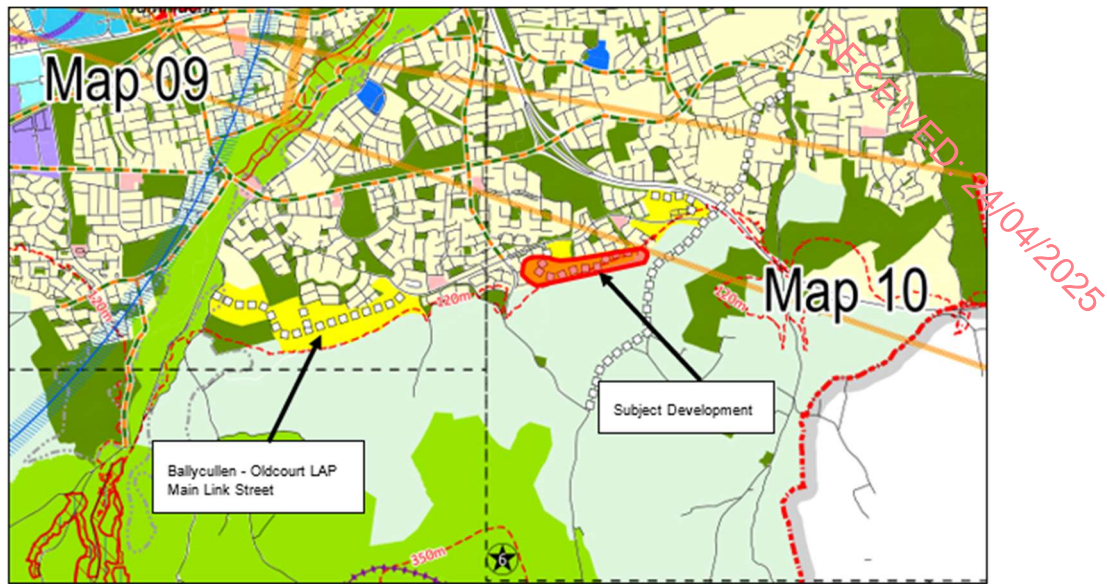 Map 09
RECEIVED: 24/04/2025
120m
120m
120m
Map 10
Subject Development
Ballycullen - Oldcourt LAP
Main Link Street
350m
6